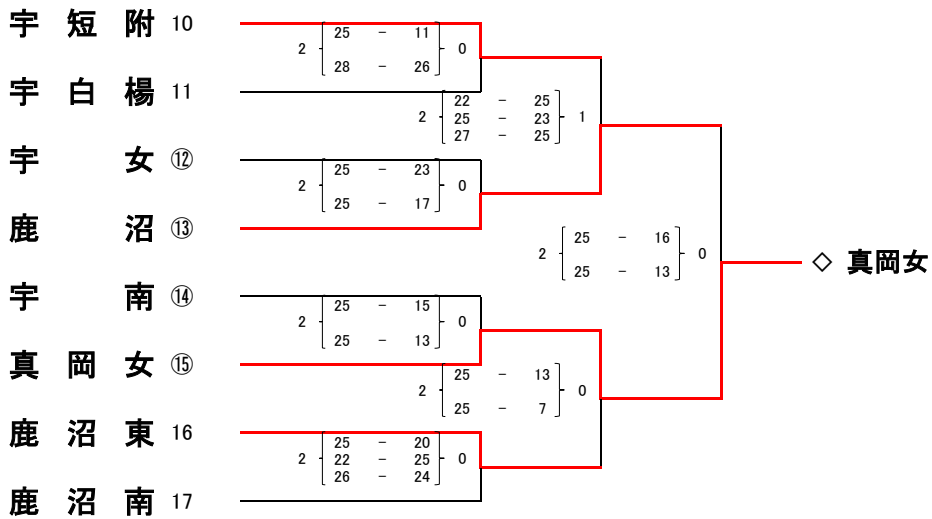 宇 短 附 10
2 25 － 11 0
28 － 26
宇 白 楊 11
2 22 － 25 1
25 － 23
27 － 25
宇 女 ⑫
2 25 － 23 0
25 － 17
鹿 沼 ⑬
2 25 － 16 0
25 － 13
◇ 真岡女
宇 南 ⑭
2 25 － 15 0
25 － 13
真 岡 女 ⑮
2 25 － 13 0
25 － 7
鹿 沼 東 16
2 25 － 20 0
22 － 25
26 － 24
鹿 沼 南 17